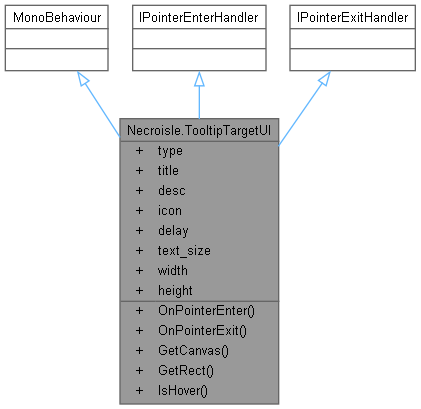 MonoBehaviour
IPointerEnterHandler
IPointerExitHandler
Necroisle.TooltipTargetUI
+ type
+ title
+ desc
+ icon
+ delay
+ text_size
+ width
+ height
+ OnPointerEnter()
+ OnPointerExit()
+ GetCanvas()
+ GetRect()
+ IsHover()